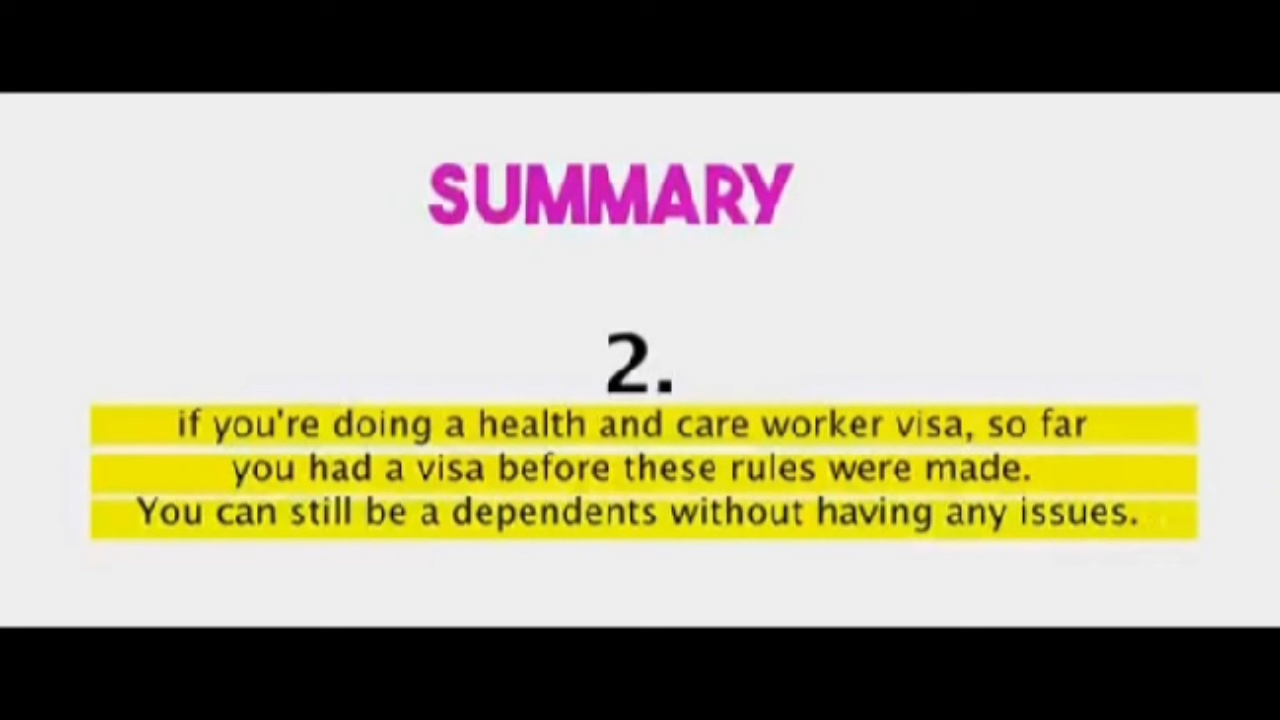 SUMMARY
2.
if you're doing a health and care worker visa, so far
you had a visa before these rules were made.
You can still be a dependents without having any issues.